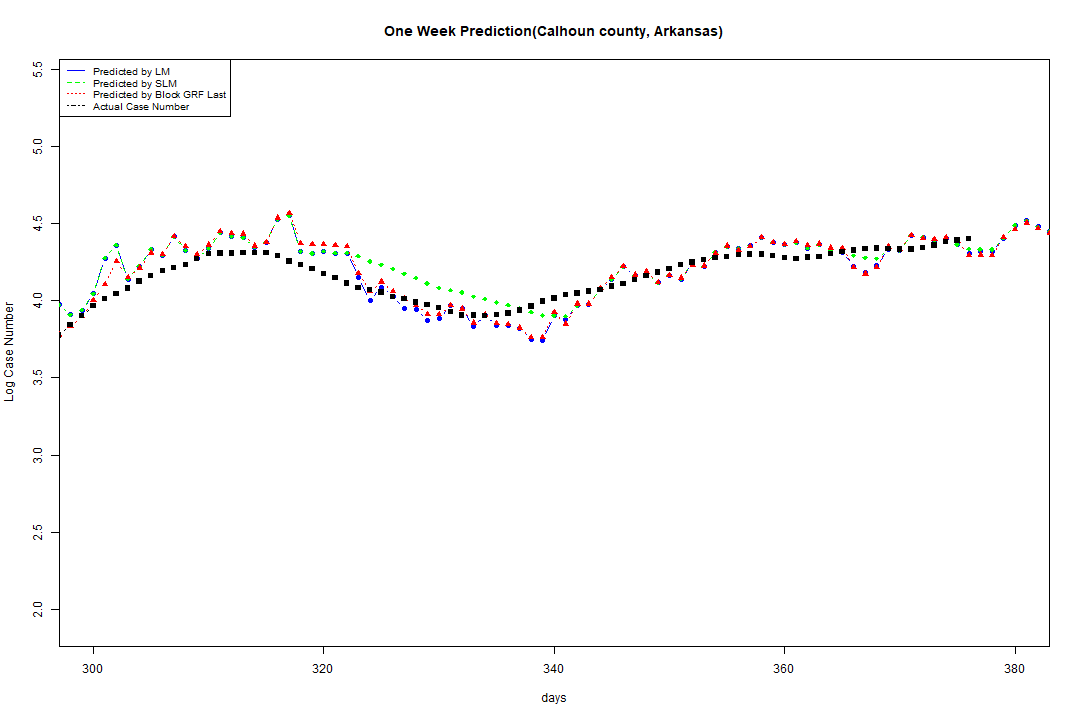 One Week Prediction(Calhoun county, Arkansas)
Predicted by LM
Predicted by SLM
Predicted by Block GRF Last
Actual Case Number
5.5
5.0
4.5
4.0
3.5
3.0
2.5
2.0
Log Case Number
300 320 340 360 380
days